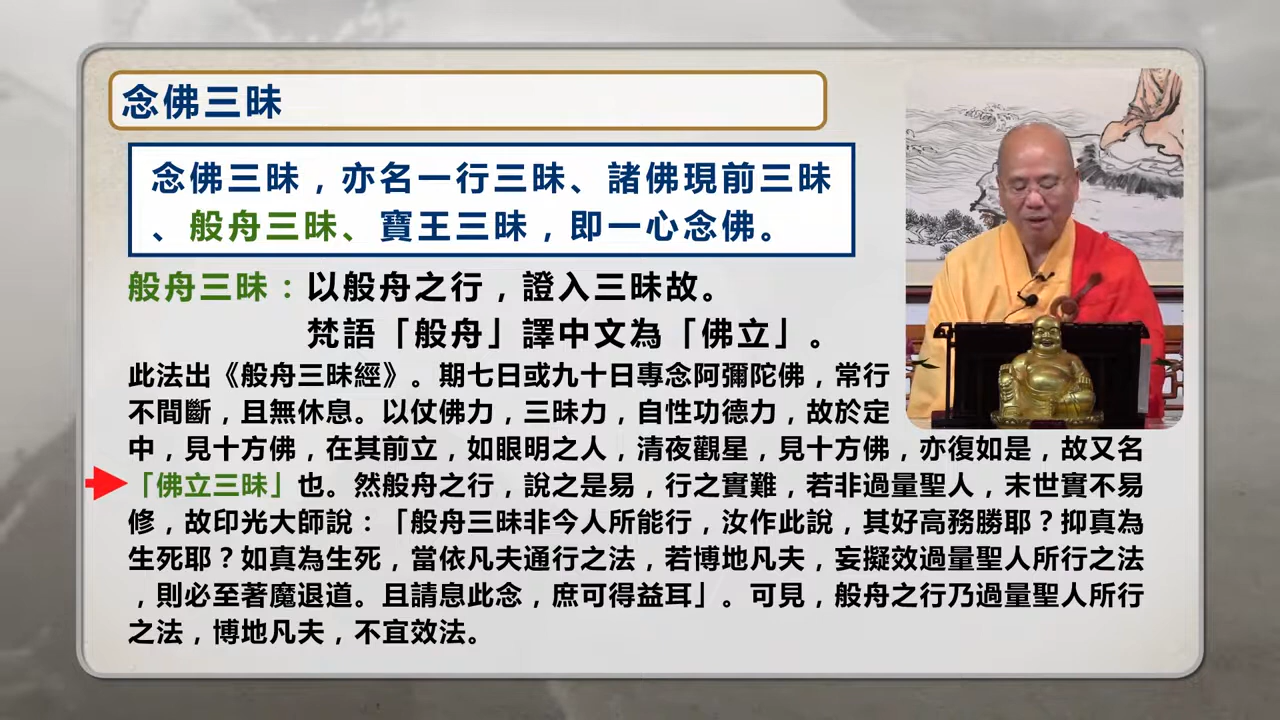 念佛三昧
念佛三昧，亦名一行三昧、諸佛現前三昧
、般舟三昧、寶王三昧，即一心念佛。
般舟三昧：以般舟之行，證入三昧故。
梵語「般舟」譯中文為「佛立」。
此法出《般舟三昧經》。期七日或九十日專念阿彌陀佛，常行
不間斷，且無休息。以仗佛力，三昧力，自性功德力，故於定
中，見十方佛，在其前立，如眼明之人，清夜觀星，見十方佛，亦復如是，故又名
「佛立三昧」也。然般舟之行，說之是易，行之實難，若非過量聖人，末世實不易
修，故印光大師說：「般舟三昧非今人所能行，汝作此說，其好高務勝耶？抑真為
生死耶？如真為生死，當依凡夫通行之法，若博地凡夫，妄擬效過量聖人所行之法
，則必至著魔退道。且請息此念，庶可得益耳」。可見，般舟之行乃過量聖人所行
之法，博地凡夫，不宜效法。